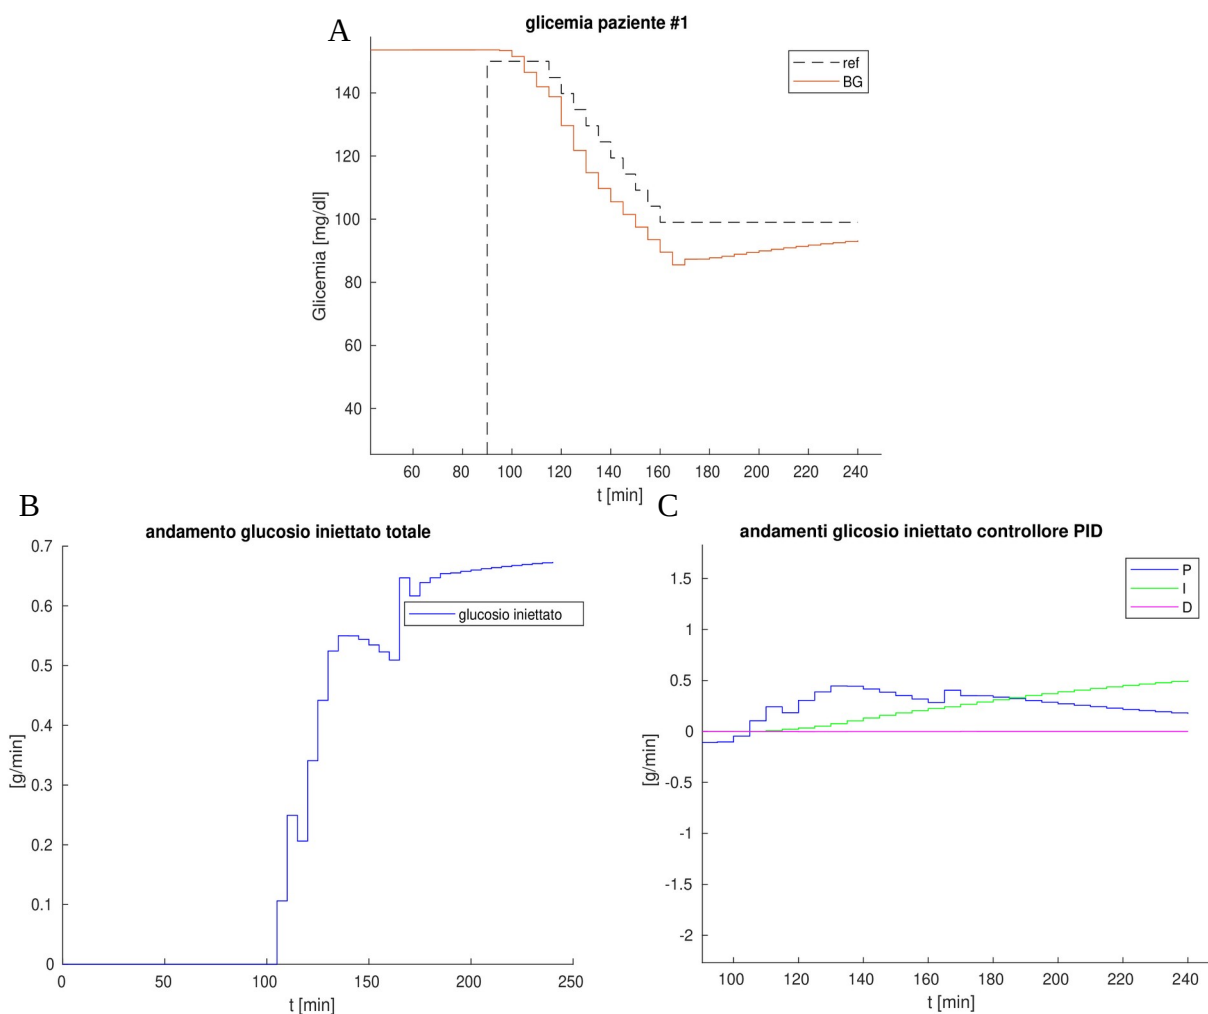 A
glicemia paziente #1
ref
BG
140
120
100
80
60
40
Glicemia [mg/dl]
60 80 100 120 140 160 180 200 220 240
t [min]
B
andamento glucosio iniettato totale
0.7
0.6
0.5
0.4
0.3
0.2
0.1
0
[g/min]
glucosio iniettato
0 50 100 150 200 250
t [min]
C
andamenti glicosio iniettato controllore PID
P
I
D
1.5
1
0.5
0
-0.5
-1
-1.5
-2
[g/min]
100 120 140 160 180 200 220 240
t [min]